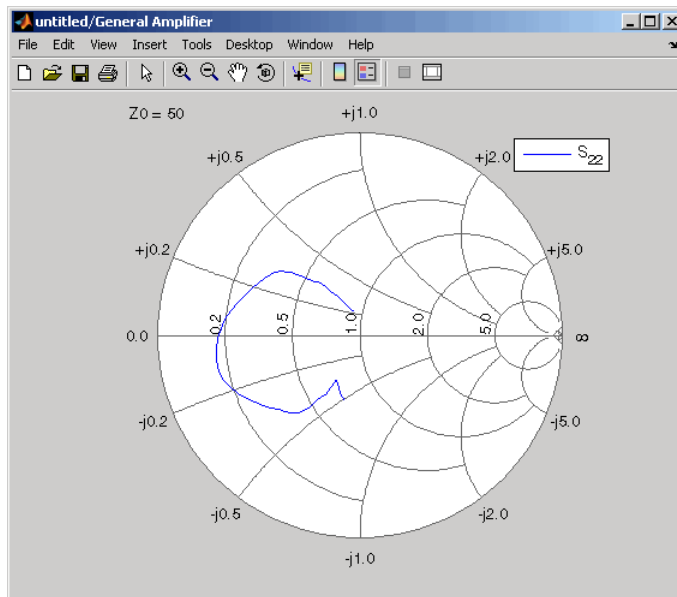 untitled/General Amplifier
File Edit View Insert Tools Desktop Window Help
Z0 = 50
+j1.0
+j0.5
+j2.0
S22
+j0.2
+j5.0
0.0
0.2
0.5
1.0
2.0
5.0
∞
-j0.2
-j5.0
-j0.5
-j2.0
-j1.0